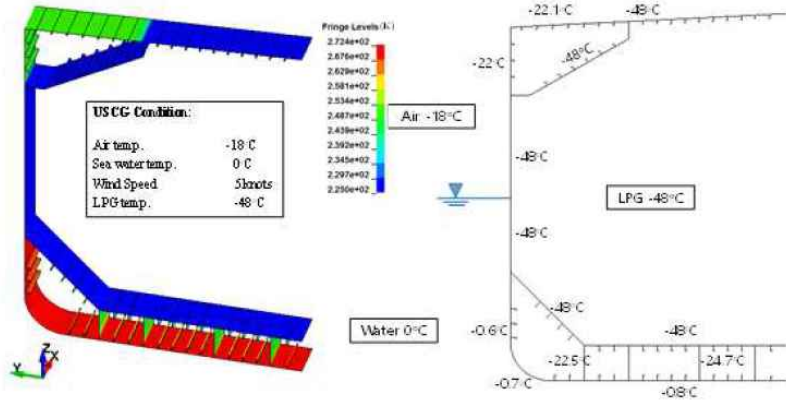 Fringe Levels (K)
2.724e+02
2.676e+02
2.629e+02
2.581e+02
2.534e+02
2.487e+02
2.439e+02
2.392e+02
2.345e+02
2.297e+02
2.250e+02
USCG Condition:
Air temp. -18°C
Sea water temp. 0 C
Wind Speed 5knots
LPG temp. -48°C
Y
Z
X
Air -18°C
Water 0°C
-22.1°C
-48°C
-22°C
-48°C
-48°C
LPG -48°C
-48°C
-48°C
-0.6°C
-48°C
-22.5°C
-24.7°C
-0.7°C
-0.8°C